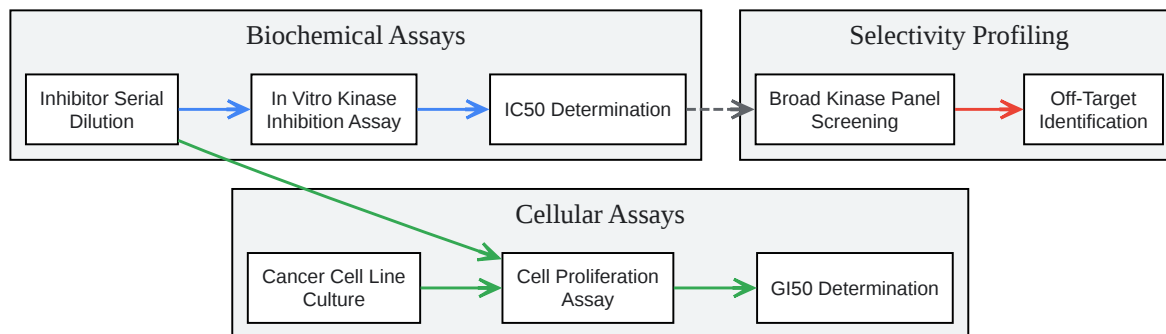 Biochemical Assays
Inhibitor Serial
Dilution
In Vitro Kinase
Inhibition Assay
IC50 Determination
Selectivity Profiling
Broad Kinase Panel
Screening
Off-Target
Identification
Cellular Assays
Cancer Cell Line
Culture
Cell Proliferation
Assay
GI50 Determination